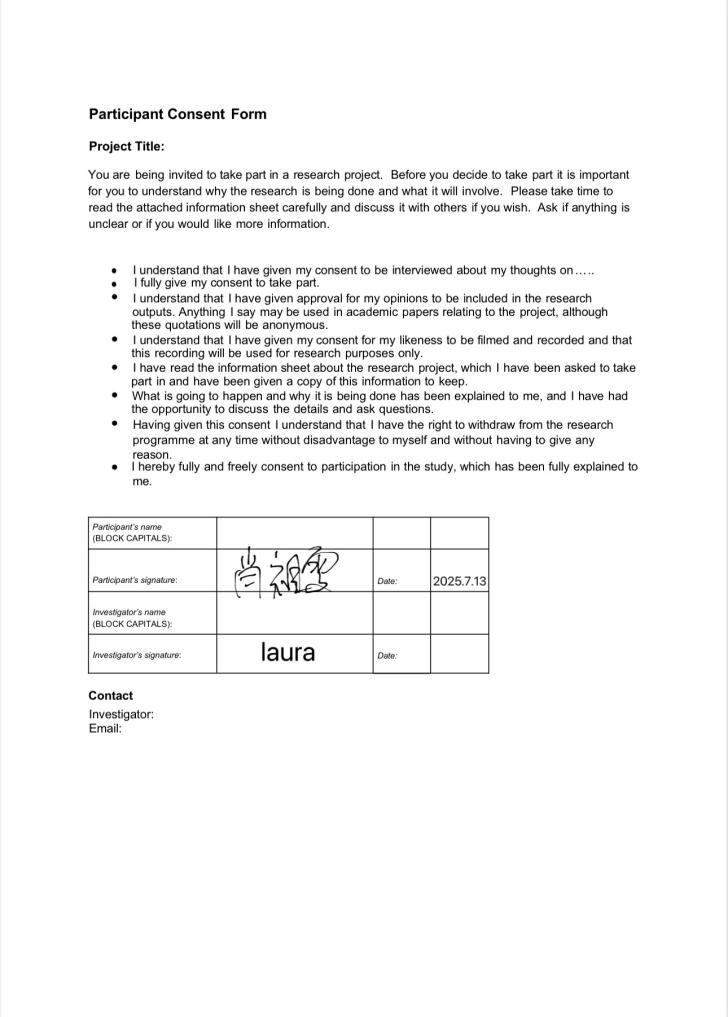 Participant Consent Form
Project Title:
You are being invited to take part in a research project. Before you decide to take part it is important
for you to understand why the research is being done and what it will involve. Please take time to
read the attached information sheet carefully and discuss it with others if you wish. Ask if anything is
unclear or if you would like more information.
• I understand that I have given my consent to be interviewed about my thoughts on…..
• I fully give my consent to take part.
• I understand that I have given approval for my opinions to be included in the research
outputs. Anything I say may be used in academic papers relating to the project, although
these quotations will be anonymous.
• I understand that I have given my consent for my likeness to be filmed and recorded and that
this recording will be used for research purposes only.
• I have read the information sheet about the research project, which I have been asked to take
part in and have been given a copy of this information to keep.
• What is going to happen and why it is being done has been explained to me, and I have had
the opportunity to discuss the details and ask questions.
• Having given this consent I understand that I have the right to withdraw from the research
programme at any time without disadvantage to myself and without having to give any
reason.
• I hereby fully and freely consent to participation in the study, which has been fully explained to
me.
Participant's name
(BLOCK CAPITALS):
Participant's signature: Date: 2025.7.13
Investigator's name
(BLOCK CAPITALS):
Investigator's signature: laura Date:
Contact
Investigator:
Email: